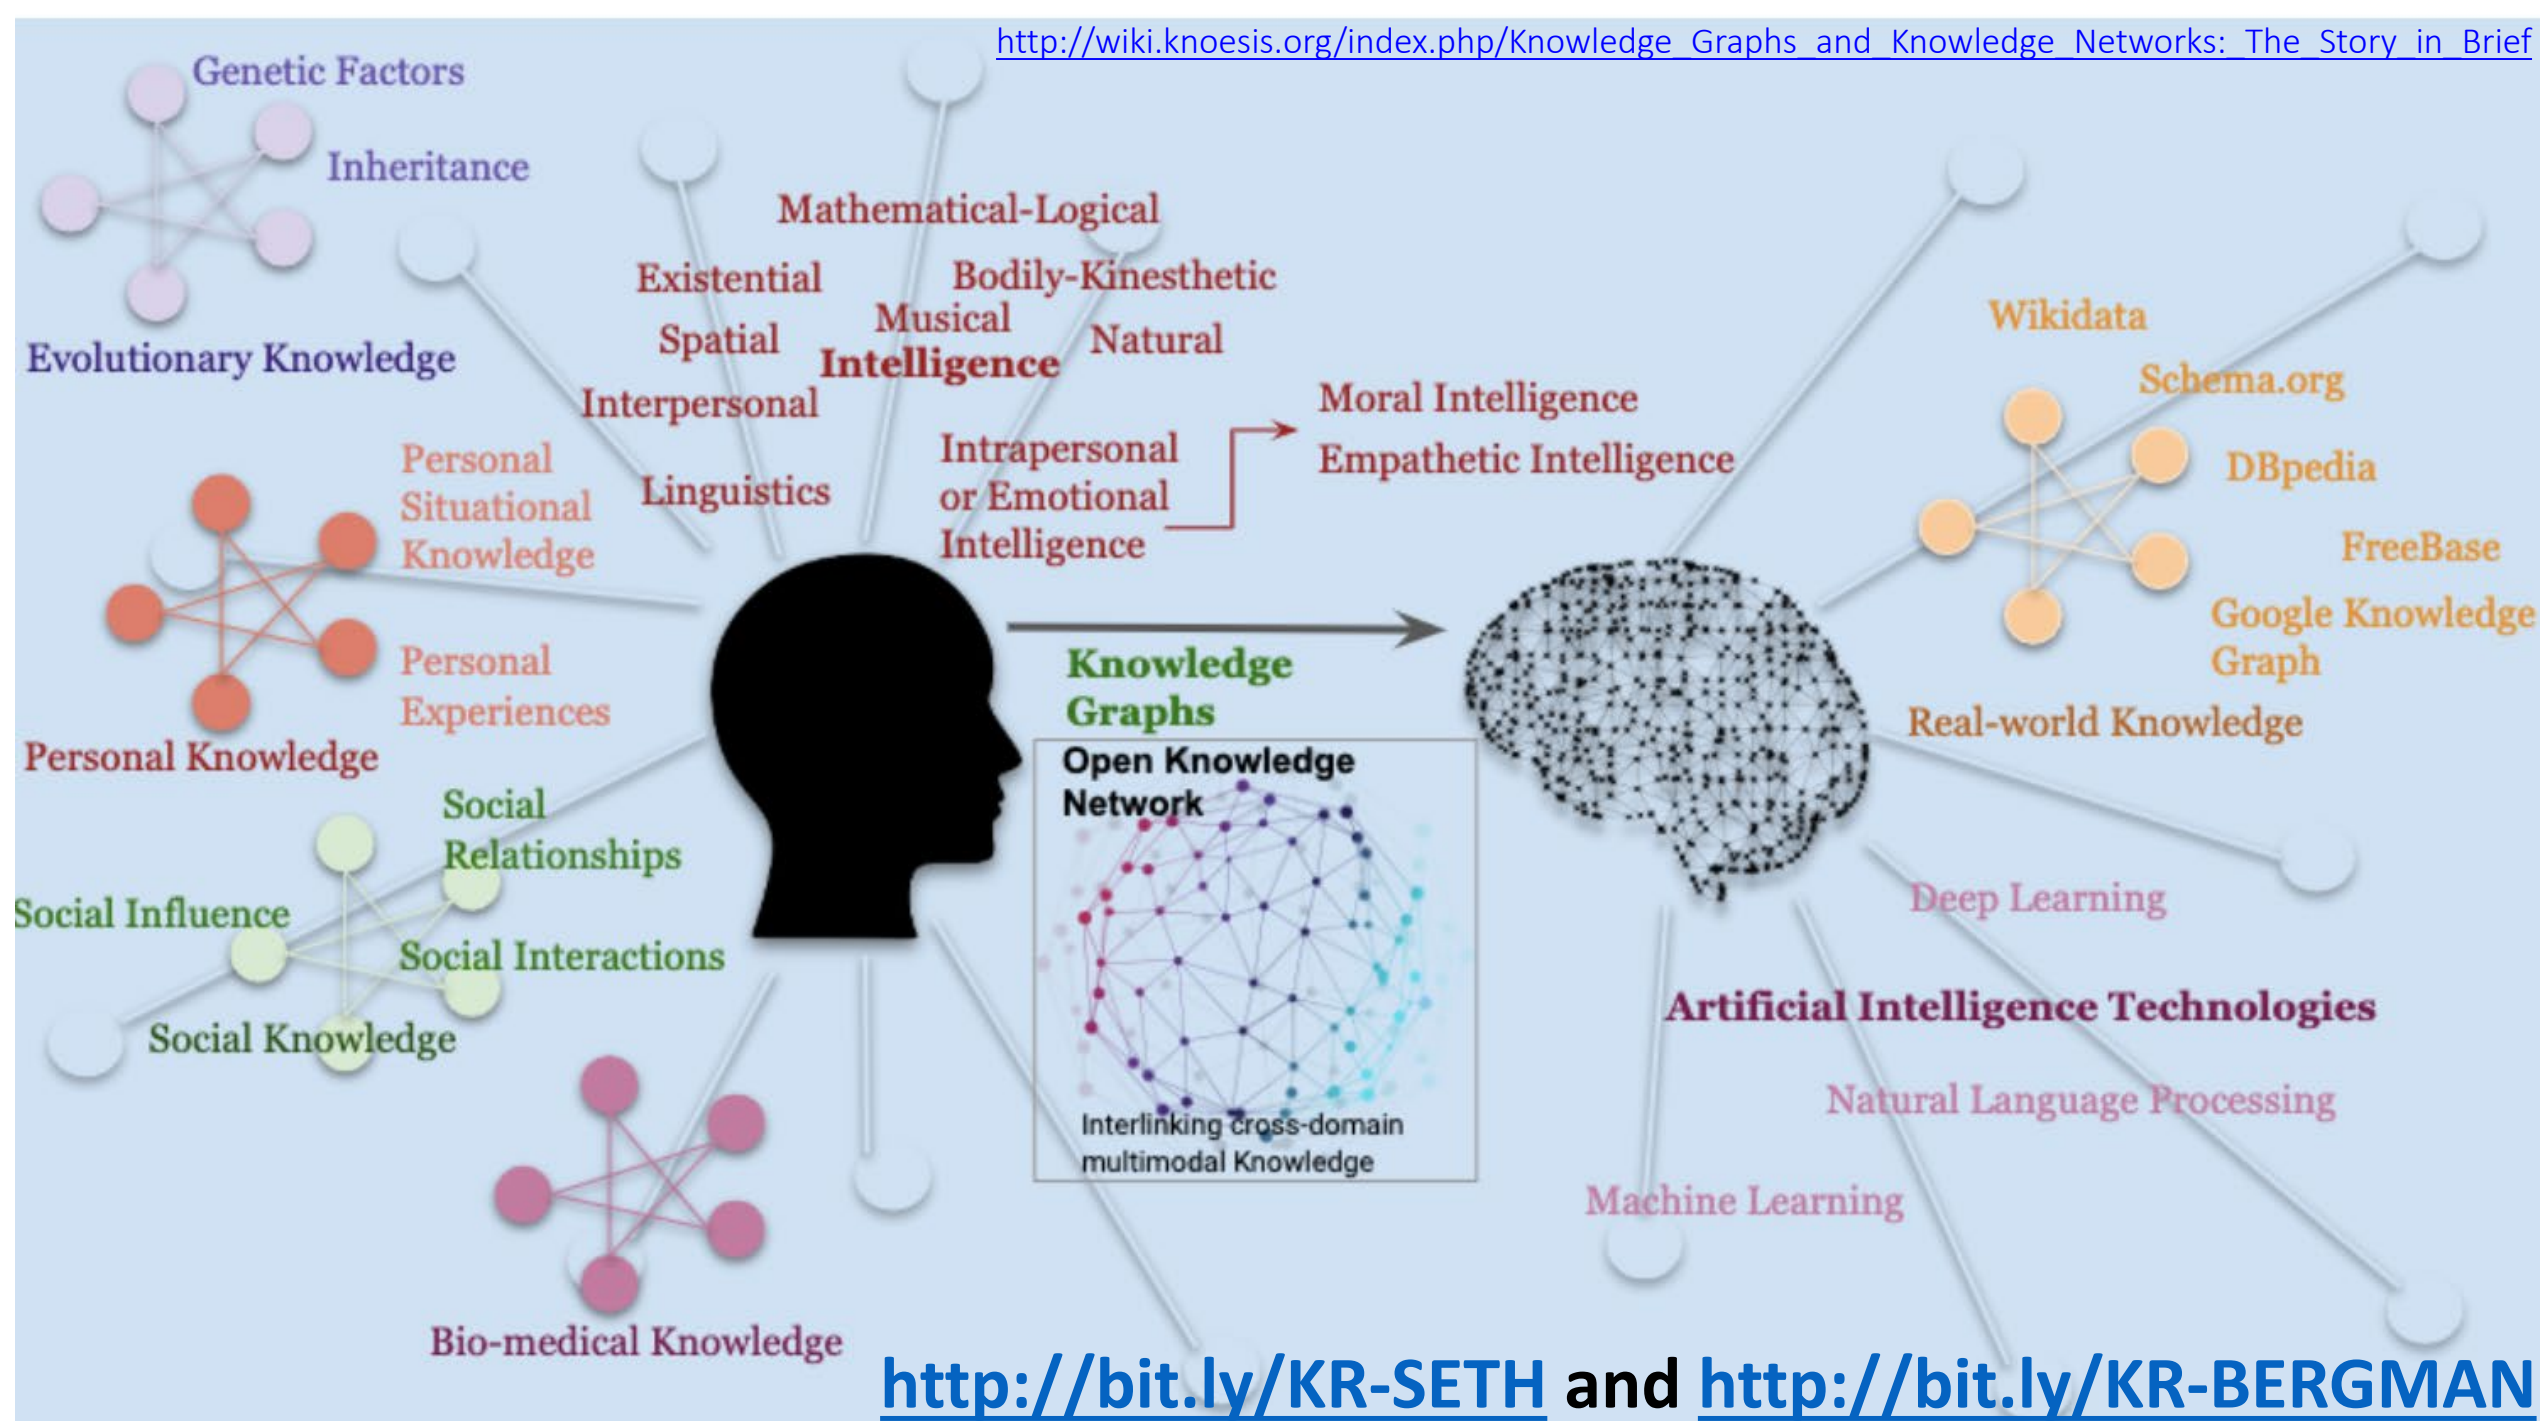 http://wiki.knoesis.org/index.php/Knowledge_Graphs_and_Knowledge_Networks:_The_Story_in_Brief
Genetic Factors
Inheritance
Evolutionary Knowledge
Mathematical-Logical
Existential
Bodily-Kinesthetic
Musical
Spatial
Natural
Intelligence
Interpersonal
Linguistics
Intrapersonal
or Emotional
Intelligence
Moral Intelligence
Empathetic Intelligence
Wikidata
Schema.org
DBpedia
FreeBase
Google Knowledge
Graph
Real-world Knowledge
Personal
Situational
Knowledge
Personal
Experiences
Personal Knowledge
Knowledge
Graphs
Open Knowledge
Network
Interlinking cross-domain
multimodal Knowledge
Social
Relationships
Social Influence
Social Interactions
Social Knowledge
Deep Learning
Artificial Intelligence Technologies
Natural Language Processing
Machine Learning
Bio-medical Knowledge
http://bit.ly/KR-SETH and http://bit.ly/KR-BERGMAN